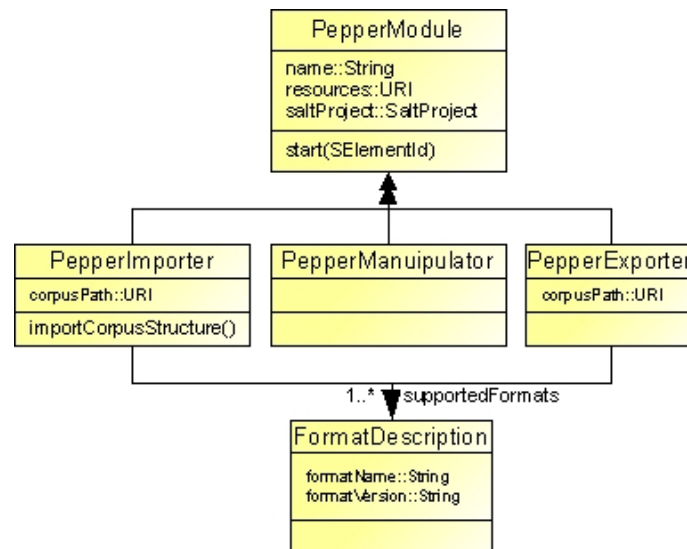 PepperModule
name::String
resources::URI
saltProject::SaltProject
start(SElementId)
PepperImporter
corpusPath::URI
importCorpusStructure()
PepperManuipulator
PepperExporter
corpusPath::URI
1..* supportedFormats
FormatDescription
formatName::String
formatVersion::String